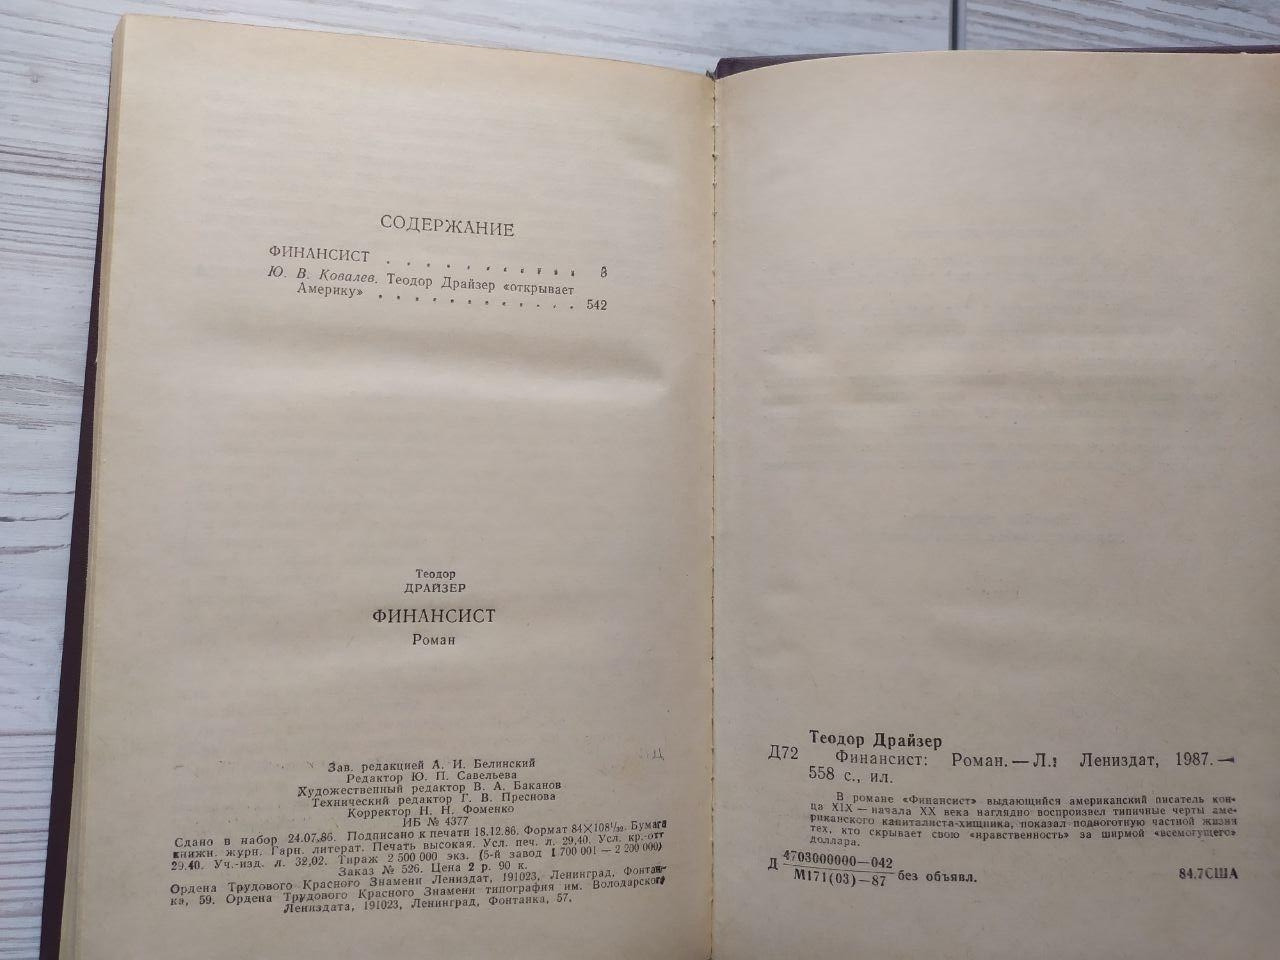 СОДЕРЖАНИЕ
ФИНАНСИСТ . . . . . . . . . . . . 3
Ю. В. Ковалев. Теодор Драйзер «открывает
Америку» . . . . . . . . . . . . 542
Теодор
ДРАЙЗЕР
ФИНАНСИСТ
Роман
Зав. редакцией А. И. Белинский
Редактор Ю. П. Савельева
Художественный редактор В. А. Баканов
Технический редактор Г. В. Преснова
Корректор Н. Н. Фоменко
ИБ № 4377
Сдано в набор 24.07.86. Подписано к печати 18.12.86. Формат 84×108¹/₃₂. Бумага
книжн. журн. Гарн. литерат. Печать высокая. Усл. печ. л. 29,40. Усл. кр.-отт
29.40. Уч.-изд. л. 32,02. Тираж 2 500 000 экз. (5-й завод 1 700 001 — 2 200 000)
Заказ № 526. Цена 2 р. 90 к.
Ордена Трудового Красного Знамени Лениздат, 191023, Ленинград, Фонтан-
ка, 59. Ордена Трудового Красного Знамени типография им. Володарского
Лениздата, 191023, Ленинград, Фонтанка, 57.
Теодор Драйзер
Д72 Финансист: Роман. — Л.: Лениздат, 1987. —
558 с., ил.
В романе «Финансист» выдающийся американский писатель кон-
ца XIX — начала XX века наглядно воспроизвел типичные черты аме-
риканского капиталиста-хищника, показал подноготную частной жизни
тех, кто скрывает свою «нравственность» за ширмой «всемогущего»
доллара.
Д 4703000000—042
М171(03)—87 без объявл. 84.7США